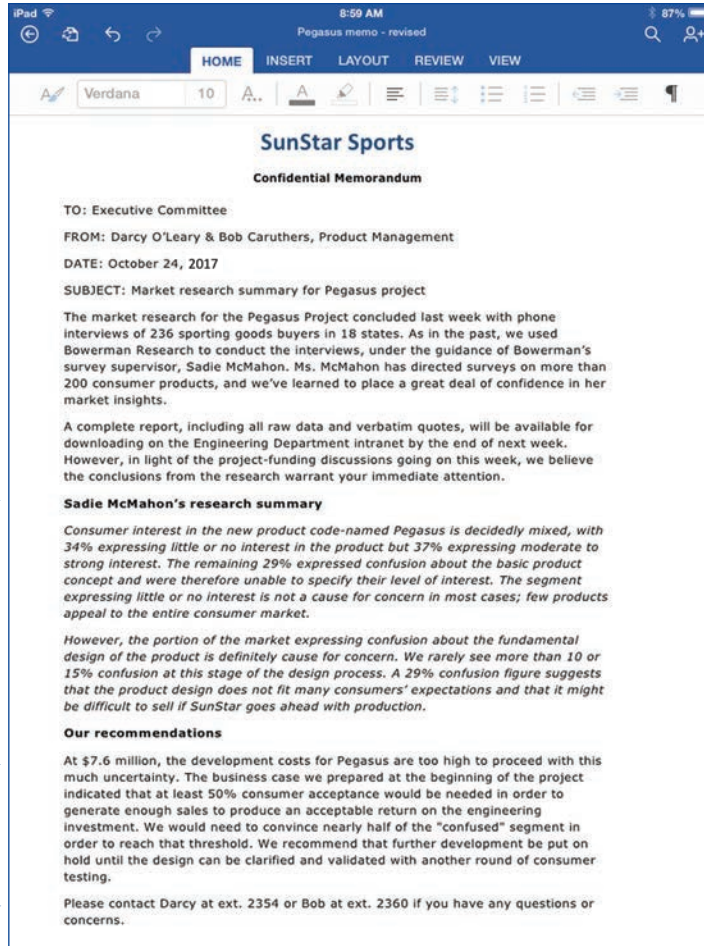 iPad 8:59 AM 87%
Pegasus memo - revised
HOME INSERT LAYOUT REVIEW VIEW
Verdana 10 A.. A ¶
SunStar Sports
Confidential Memorandum
TO: Executive Committee
FROM: Darcy O'Leary & Bob Caruthers, Product Management
DATE: October 24, 2017
SUBJECT: Market research summary for Pegasus project
The market research for the Pegasus Project concluded last week with phone
interviews of 236 sporting goods buyers in 18 states. As in the past, we used
Bowerman Research to conduct the interviews, under the guidance of Bowerman's
survey supervisor, Sadie McMahon. Ms. McMahon has directed surveys on more than
200 consumer products, and we've learned to place a great deal of confidence in her
market insights.
A complete report, including all raw data and verbatim quotes, will be available for
downloading on the Engineering Department intranet by the end of next week.
However, in light of the project-funding discussions going on this week, we believe
the conclusions from the research warrant your immediate attention.
Sadie McMahon's research summary
Consumer interest in the new product code-named Pegasus is decidedly mixed, with
34% expressing little or no interest in the product but 37% expressing moderate to
strong interest. The remaining 29% expressed confusion about the basic product
concept and were therefore unable to specify their level of interest. The segment
expressing little or no interest is not a cause for concern in most cases; few products
appeal to the entire consumer market.
However, the portion of the market expressing confusion about the fundamental
design of the product is definitely cause for concern. We rarely see more than 10 or
15% confusion at this stage of the design process. A 29% confusion figure suggests
that the product design does not fit many consumers' expectations and that it might
be difficult to sell if SunStar goes ahead with production.
Our recommendations
At $7.6 million, the development costs for Pegasus are too high to proceed with this
much uncertainty. The business case we prepared at the beginning of the project
indicated that at least 50% consumer acceptance would be needed in order to
generate enough sales to produce an acceptable return on the engineering
investment. We would need to convince nearly half of the "confused" segment in
order to reach that threshold. We recommend that further development be put on
hold until the design can be clarified and validated with another round of consumer
testing.
Please contact Darcy at ext. 2354 or Bob at ext. 2360 if you have any questions or
concerns.